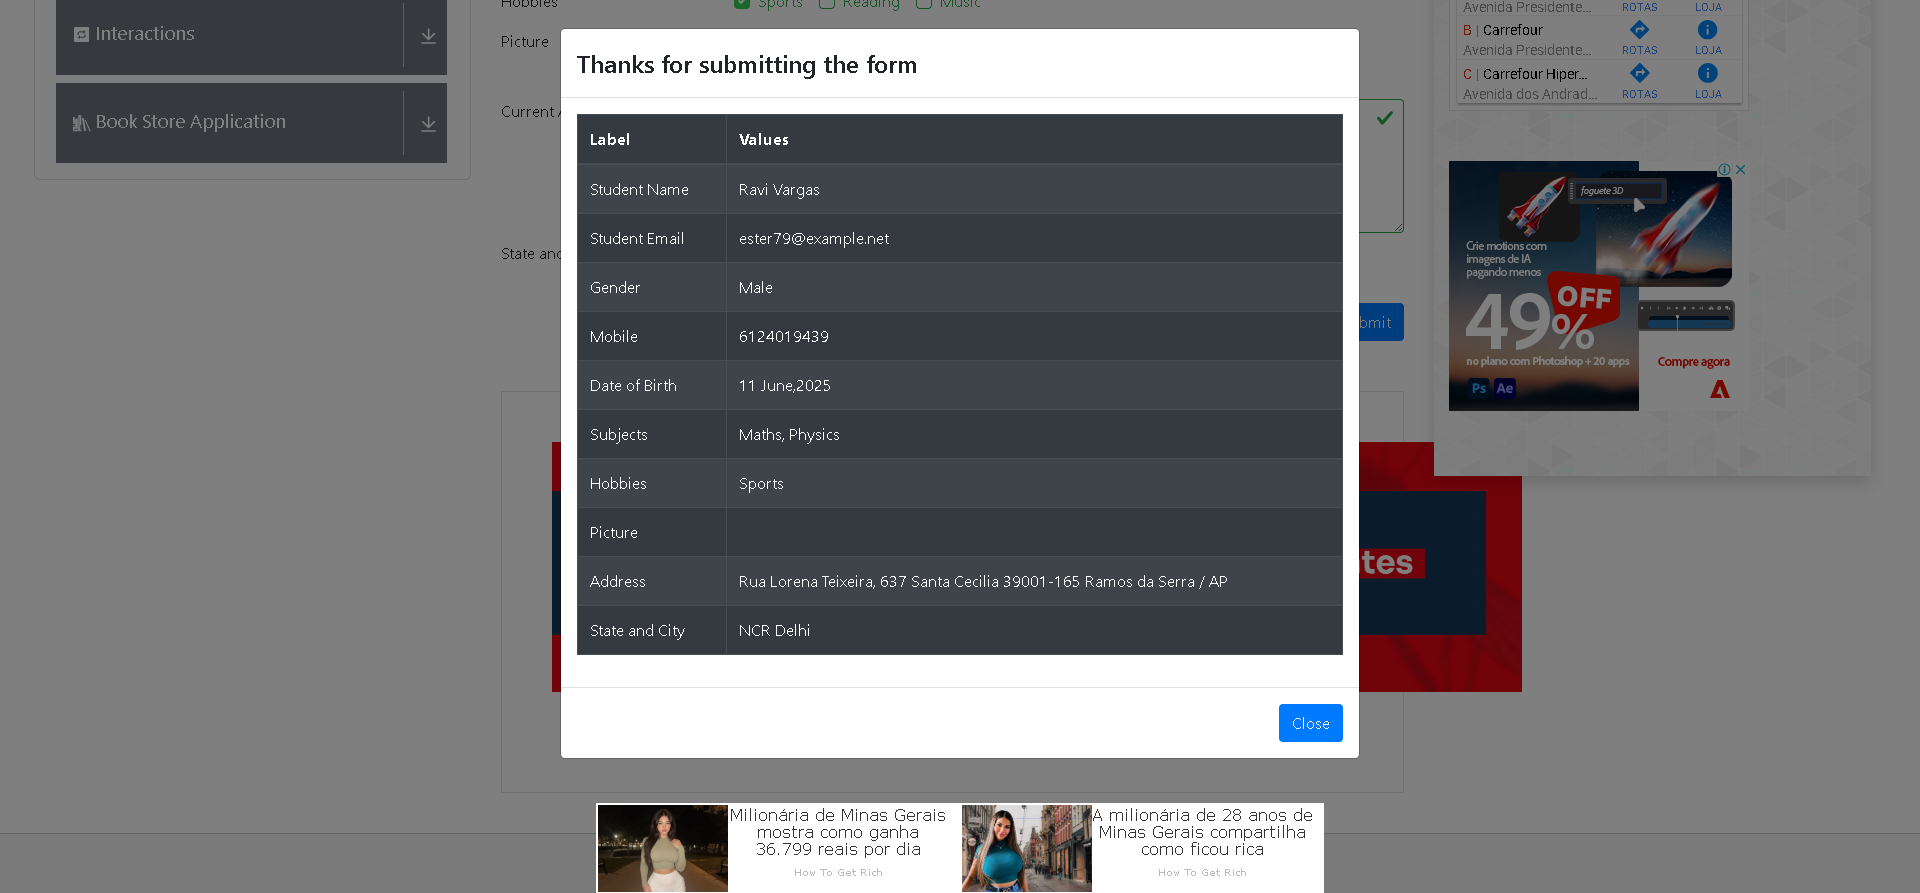 Hobbies
Sports
Reading
Music
Interactions
Picture
Book Store Application
Current A
State and
bmit
Thanks for submitting the form
Label Values
Student Name Ravi Vargas
Student Email ester79@example.net
Gender Male
Mobile 6124019439
Date of Birth 11 June,2025
Subjects Maths, Physics
Hobbies Sports
Picture
Address Rua Lorena Teixeira, 637 Santa Cecilia 39001-165 Ramos da Serra / AP
State and City NCR Delhi
Close
Avenida Presidente... ROTAS LOJA
B | Carrefour
Avenida Presidente... ROTAS LOJA
C | Carrefour Hiper...
Avenida dos Andrad... ROTAS LOJA
foguete 3D
Crie motions com
imagens de IA
pagando menos
49% OFF
no plano com Photoshop + 20 apps
Compre agora
Ps Ae
tes
Milionária de Minas Gerais
mostra como ganha
36.799 reais por dia
How To Get Rich
A milionária de 28 anos de
Minas Gerais compartilha
como ficou rica
How To Get Rich